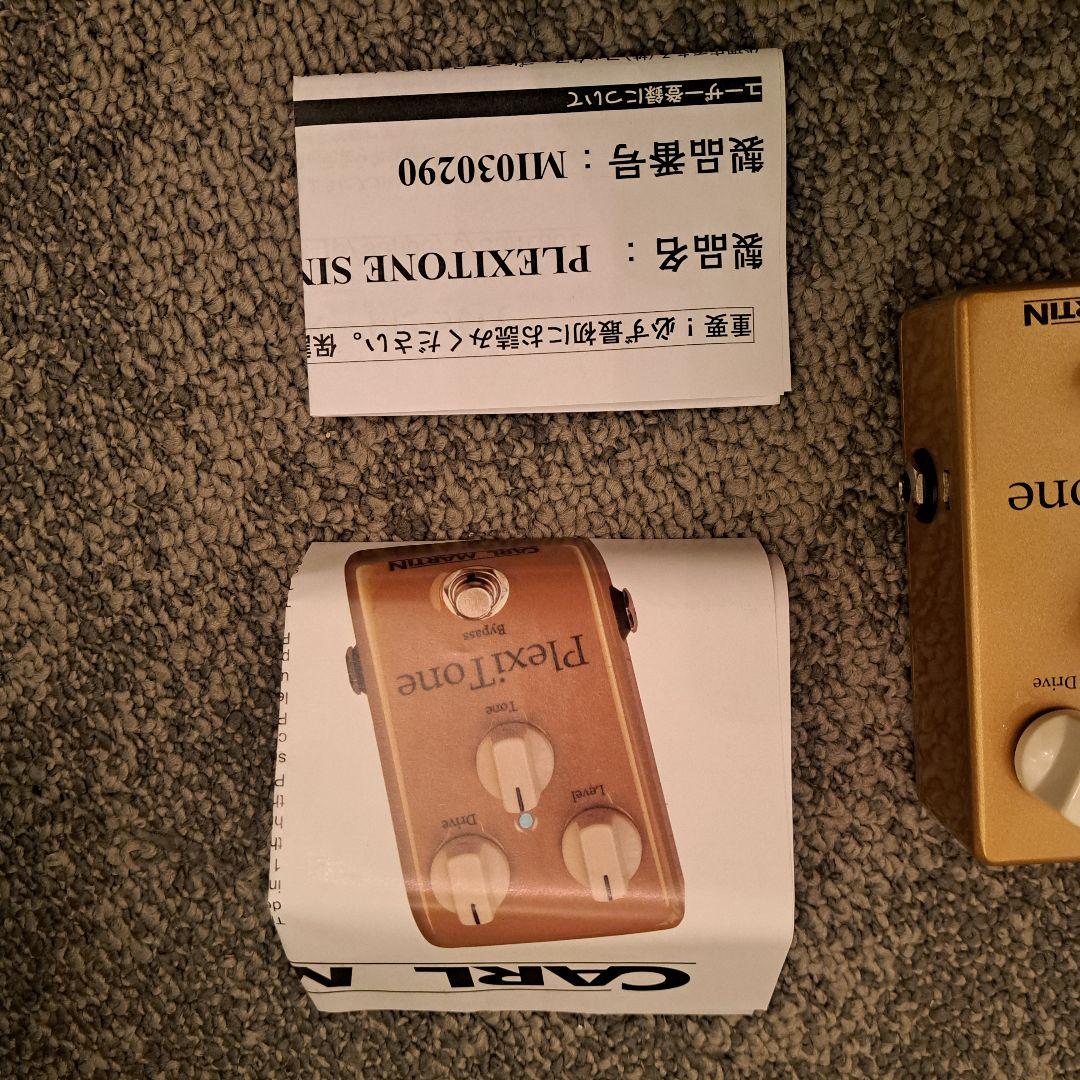 重要!必ず最初にお読みください。保
製品名: PLEXITONE SIN
製品番号:MI030290
ユーザー登録について
CARL
Drive
Level
Tone
PlexiTone
Bypass
CARL MARTIN
Drive
one
RTIN